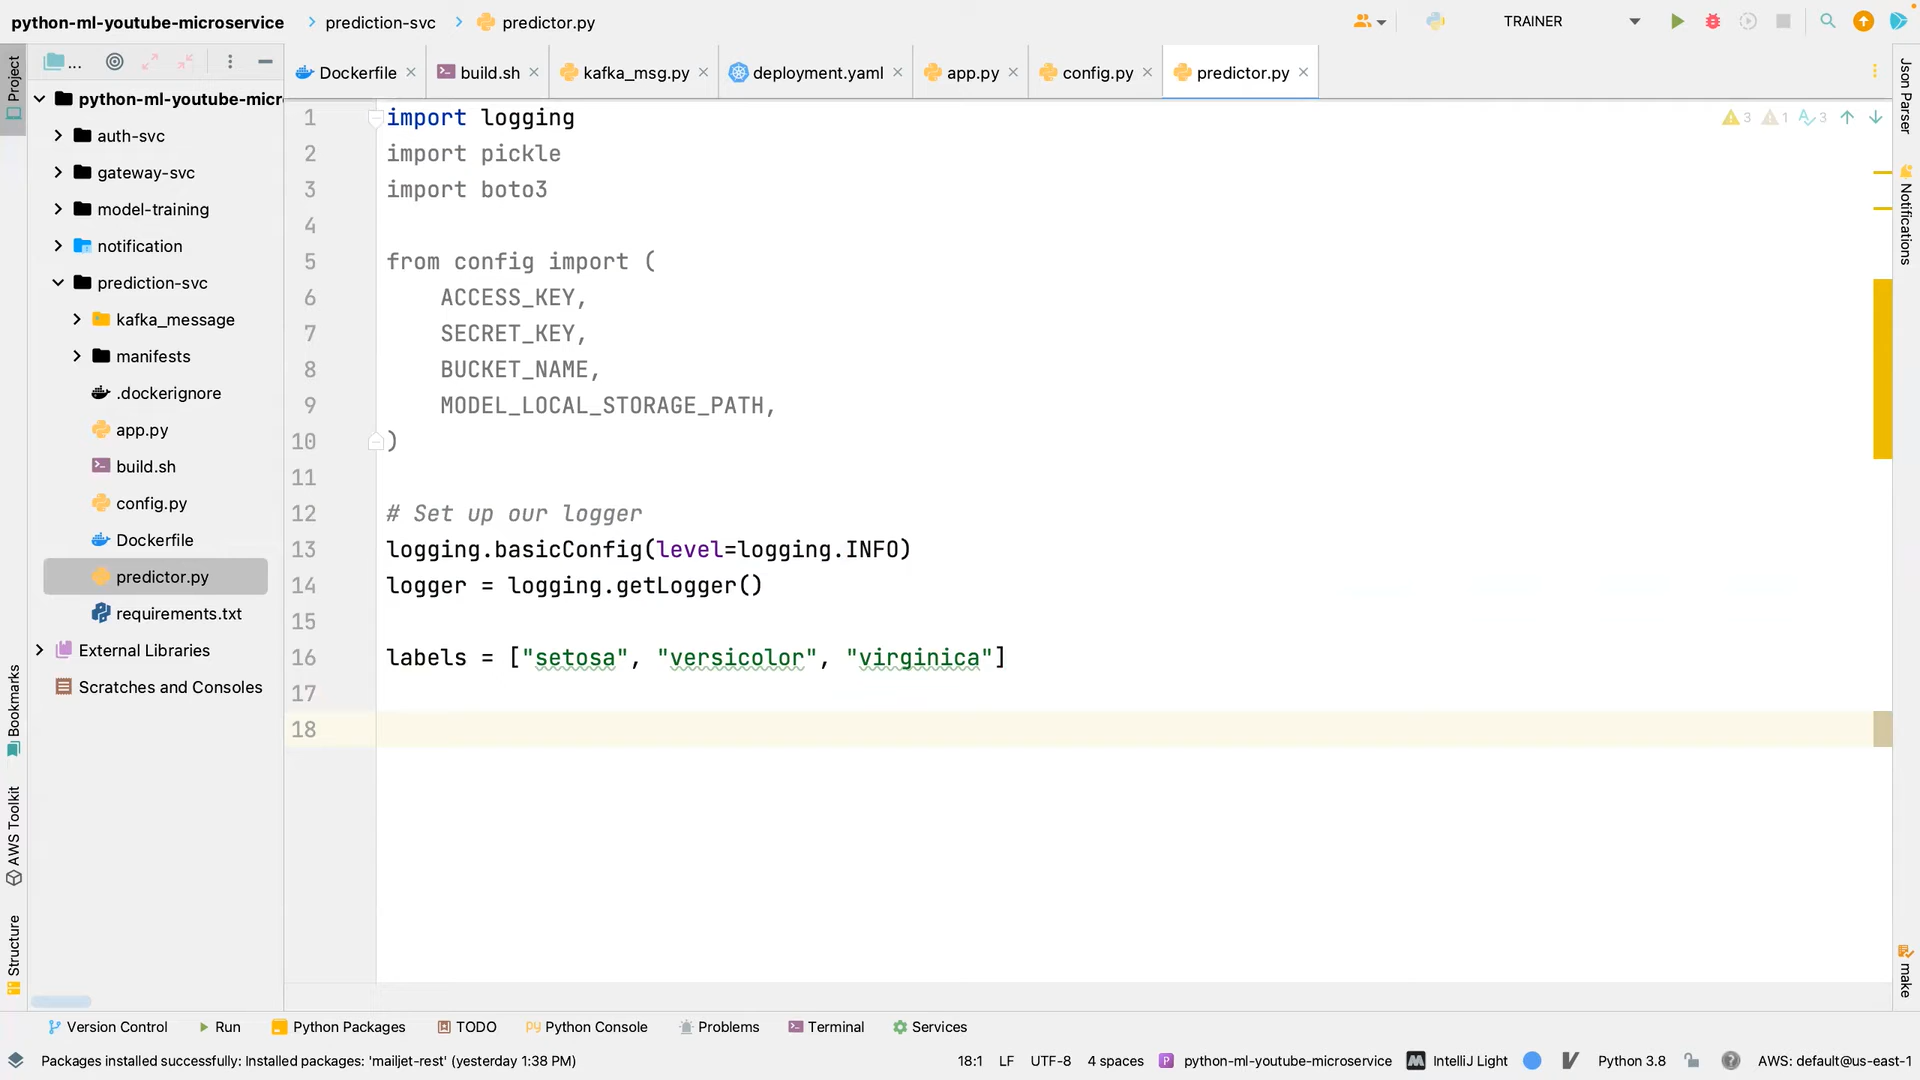 python-ml-youtube-microservice prediction-svc predictor.py TRAINER
Project
...
Dockerfile build.sh kafka_msg.py deployment.yaml app.py config.py predictor.py
python-ml-youtube-micr
auth-svc
gateway-svc
model-training
notification
prediction-svc
kafka_message
manifests
.dockerignore
app.py
build.sh
config.py
Dockerfile
predictor.py
requirements.txt
External Libraries
Scratches and Consoles
Bookmarks
AWS Toolkit
Structure
1 import logging
2 import pickle
3 import boto3
4
5 from config import (
6 ACCESS_KEY,
7 SECRET_KEY,
8 BUCKET_NAME,
9 MODEL_LOCAL_STORAGE_PATH,
10 )
11
12 # Set up our logger
13 logging.basicConfig(level=logging.INFO)
14 logger = logging.getLogger()
15
16 labels = ["setosa", "versicolor", "virginica"]
17
18
3 1 3
Json Parser
Notifications
make
Version Control Run Python Packages TODO Python Console Problems Terminal Services
Packages installed successfully: Installed packages: 'mailjet-rest' (yesterday 1:38 PM) 18:1 LF UTF-8 4 spaces python-ml-youtube-microservice IntelliJ Light Python 3.8 AWS: default@us-east-1